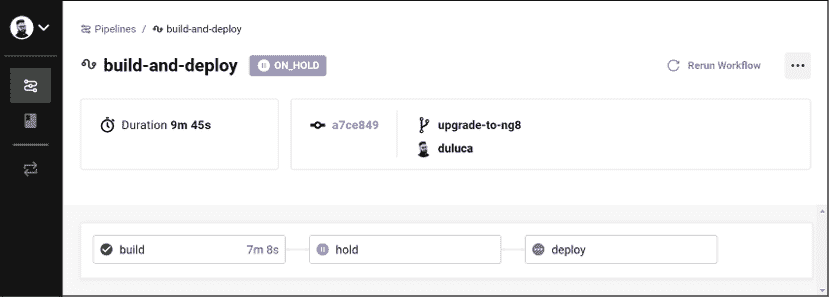 Pipelines / build-and-deploy
build-and-deploy ON_HOLD Rerun Workflow
Duration 9m 45s
a7ce849
upgrade-to-ng8
duluca
build 7m 8s
hold
deploy